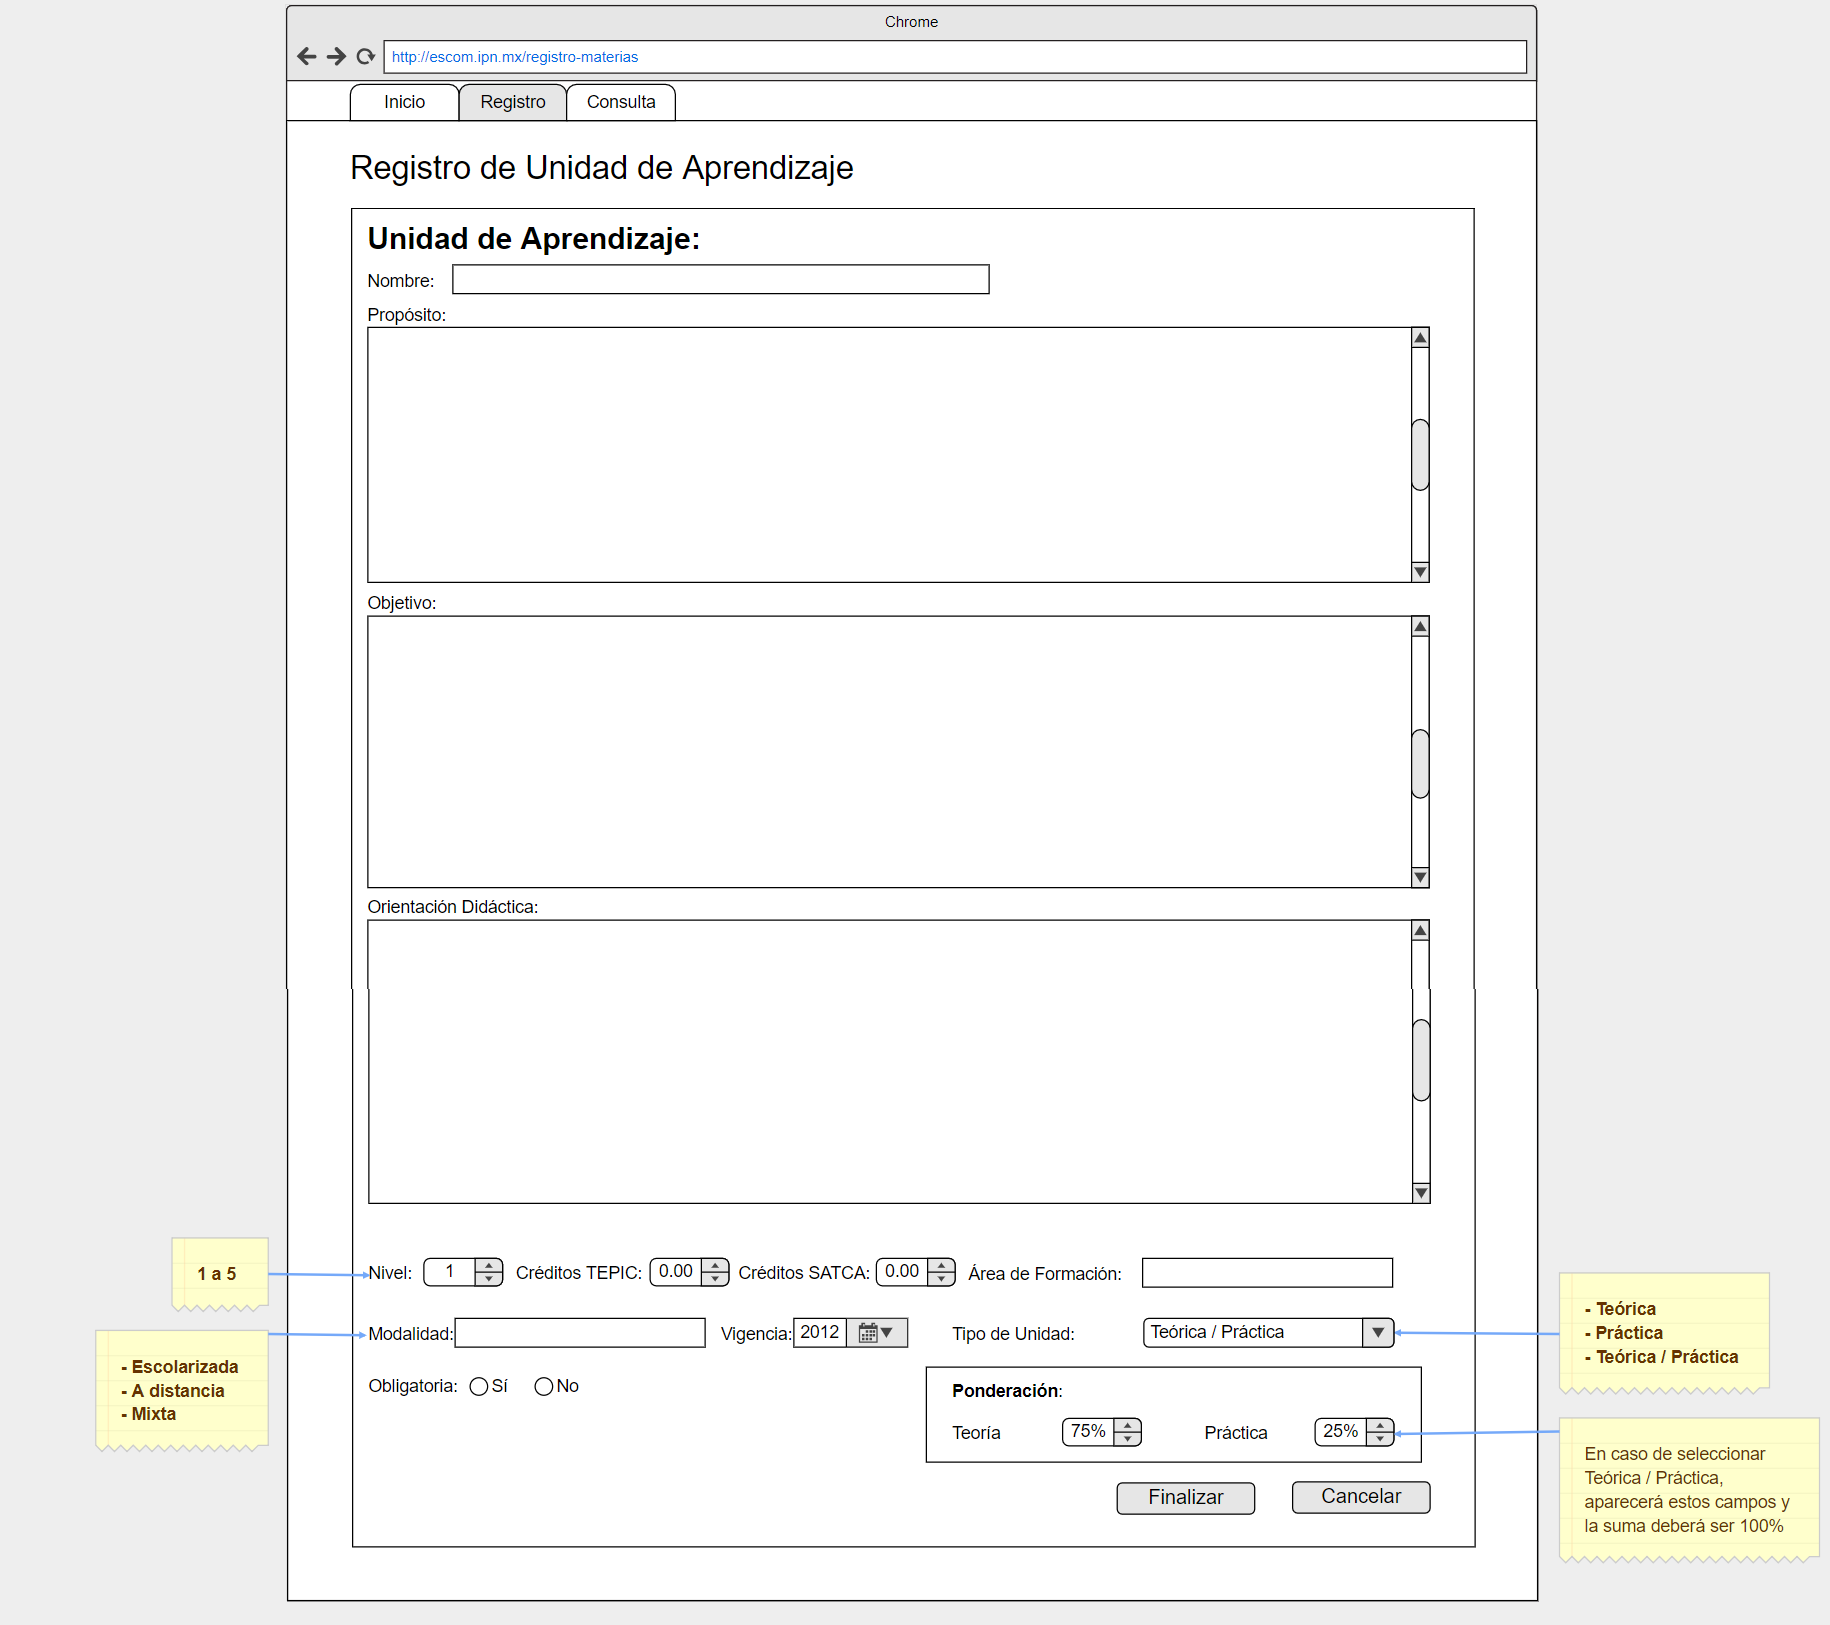 Chrome
http://escom.ipn.mx/registro-materias
Inicio Registro Consulta
Registro de Unidad de Aprendizaje
Unidad de Aprendizaje:
Nombre:
Propósito:
Objetivo:
Orientación Didáctica:
1 a 5
Nivel: 1 Créditos TEPIC: 0.00 Créditos SATCA: 0.00 Área de Formación:
Modalidad: Vigencia: 2012 Tipo de Unidad: Teórica / Práctica
- Escolarizada
- A distancia
- Mixta
- Teórica
- Práctica
- Teórica / Práctica
Obligatoria: Sí No
Ponderación:
Teoría 75% Práctica 25%
En caso de seleccionar
Teórica / Práctica,
aparecerá estos campos y
la suma deberá ser 100%
Finalizar Cancelar